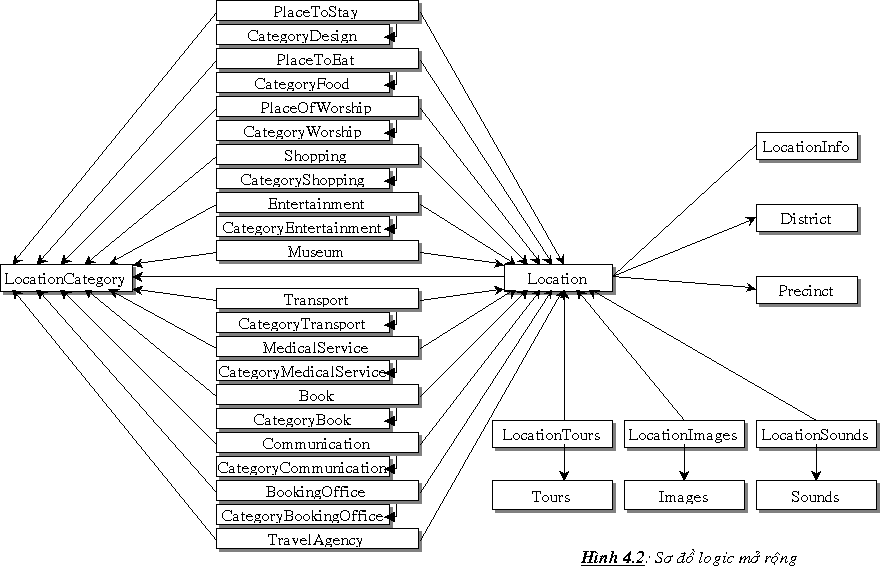 PlaceToStay
CategoryDesign
PlaceToEat
CategoryFood
PlaceOfWorship
CategoryWorship
Shopping
CategoryShopping
Entertainment
CategoryEntertainment
Museum
LocationCategory
Location
Transport
CategoryTransport
MedicalService
CategoryMedicalService
Book
CategoryBook
Communication
CategoryCommunication
BookingOffice
CategoryBookingOffice
TravelAgency
LocationInfo
District
Precinct
LocationTours
LocationImages
LocationSounds
Tours
Images
Sounds
Hình 4.2: Sơ đồ logic mở rộng